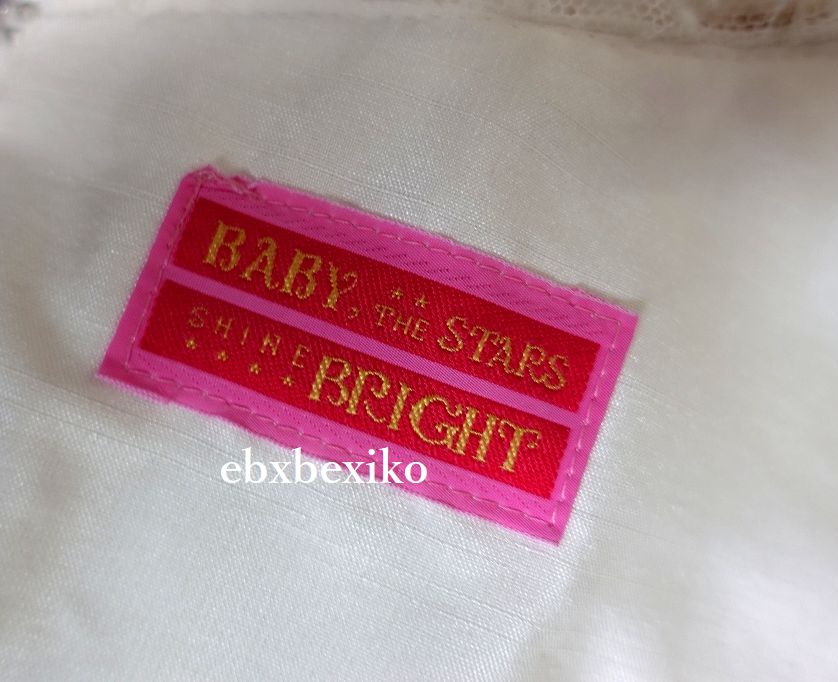 BABY, THE STARS
SHINE BRIGHT
ebxbexiko